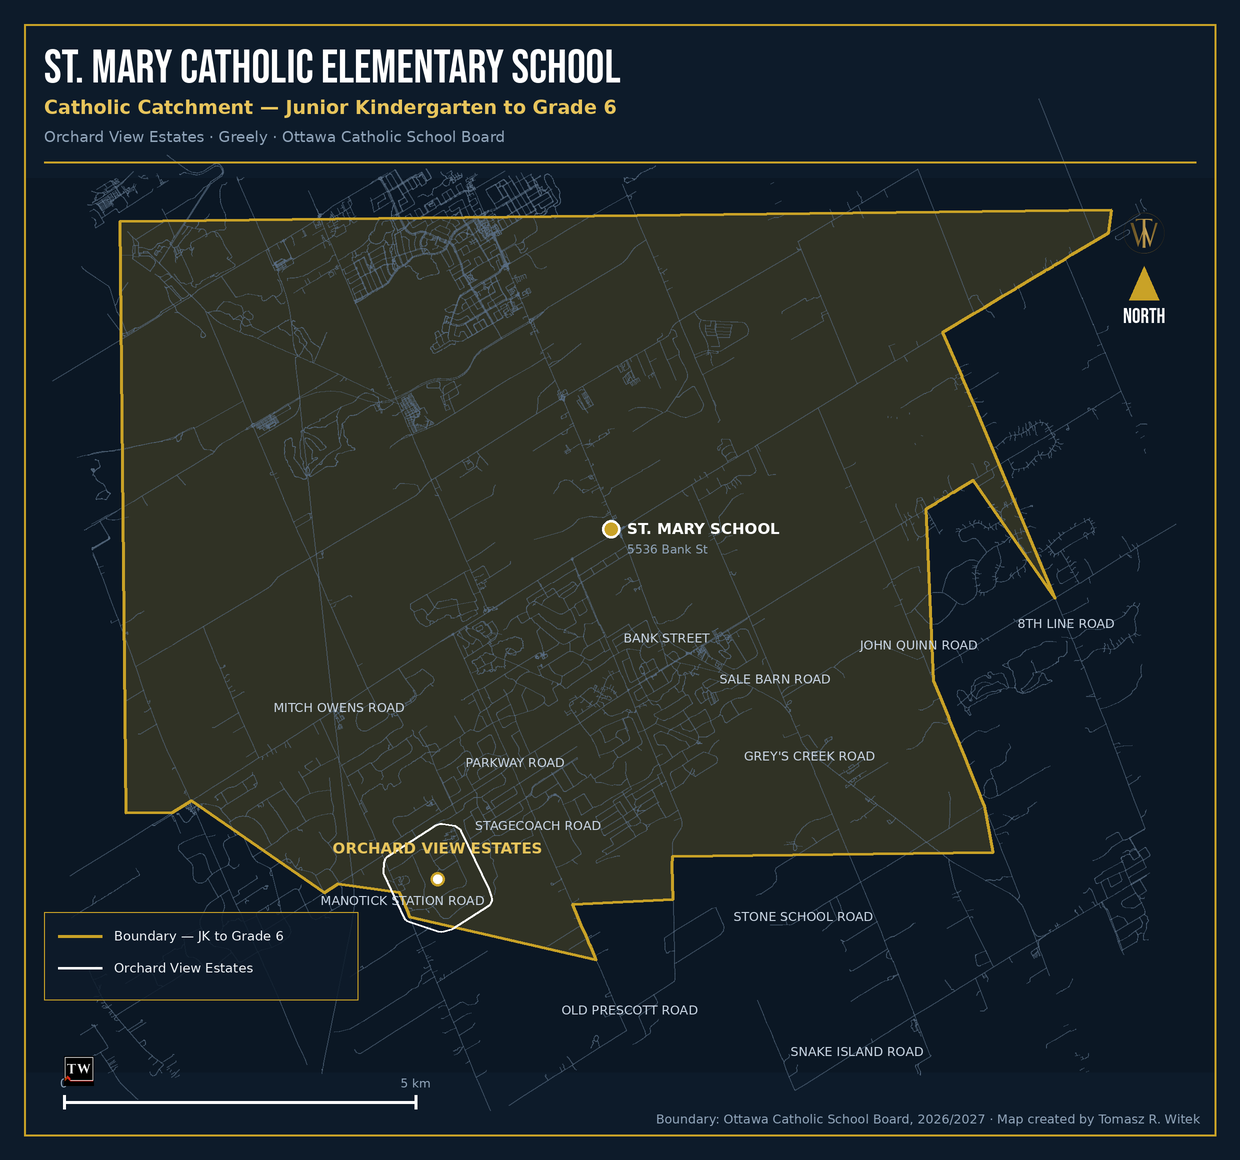 ST. MARY CATHOLIC ELEMENTARY SCHOOL
Catholic Catchment — Junior Kindergarten to Grade 6
Orchard View Estates · Greely · Ottawa Catholic School Board
TW
NORTH
ST. MARY SCHOOL
5536 Bank St
8TH LINE ROAD
BANK STREET
JOHN QUINN ROAD
SALE BARN ROAD
MITCH OWENS ROAD
GREY'S CREEK ROAD
PARKWAY ROAD
STAGECOACH ROAD
ORCHARD VIEW ESTATES
MANOTICK STATION ROAD
STONE SCHOOL ROAD
Boundary — JK to Grade 6
Orchard View Estates
OLD PRESCOTT ROAD
SNAKE ISLAND ROAD
TW
0 5 km
Boundary: Ottawa Catholic School Board, 2026/2027 · Map created by Tomasz R. Witek